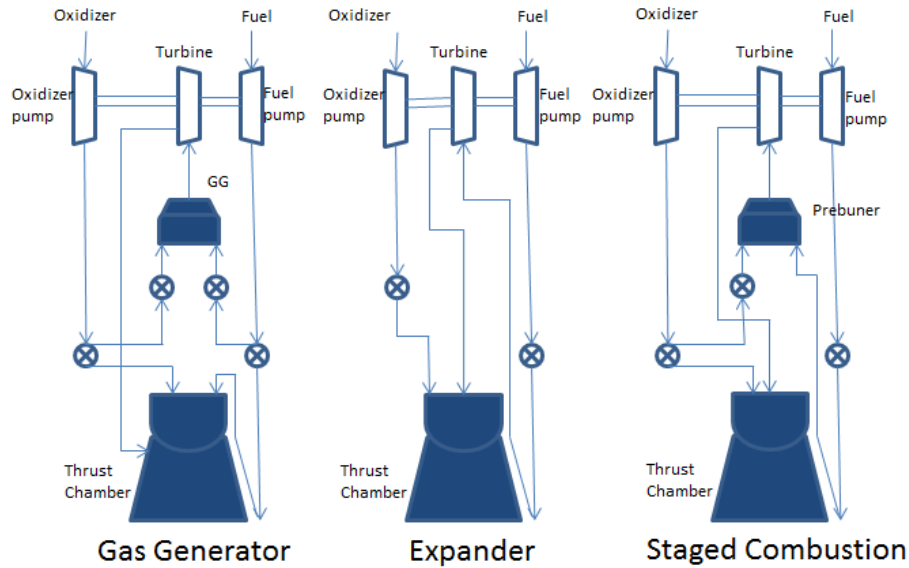 Oxidizer
Fuel
Turbine
Oxidizer
pump
Fuel
pump
GG
Thrust
Chamber
Gas Generator
Oxidizer
Fuel
Turbine
Oxidizer
pump
Fuel
pump
Thrust
Chamber
Expander
Oxidizer
Fuel
Turbine
Oxidizer
pump
Fuel
pump
Prebuner
Thrust
Chamber
Staged Combustion